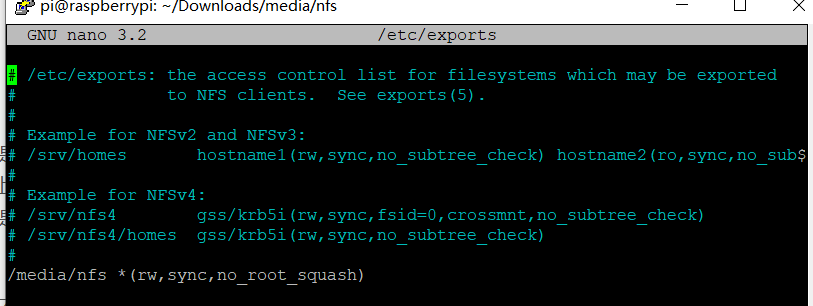 pi@raspberrypi: ~/Downloads/media/nfs
GNU nano 3.2 /etc/exports
# /etc/exports: the access control list for filesystems which may be exported
# to NFS clients. See exports(5).
#
# Example for NFSv2 and NFSv3:
# /srv/homes hostname1(rw,sync,no_subtree_check) hostname2(ro,sync,no_sub$
#
# Example for NFSv4:
# /srv/nfs4 gss/krb5i(rw,sync,fsid=0,crossmnt,no_subtree_check)
# /srv/nfs4/homes gss/krb5i(rw,sync,no_subtree_check)
#
/media/nfs *(rw,sync,no_root_squash)